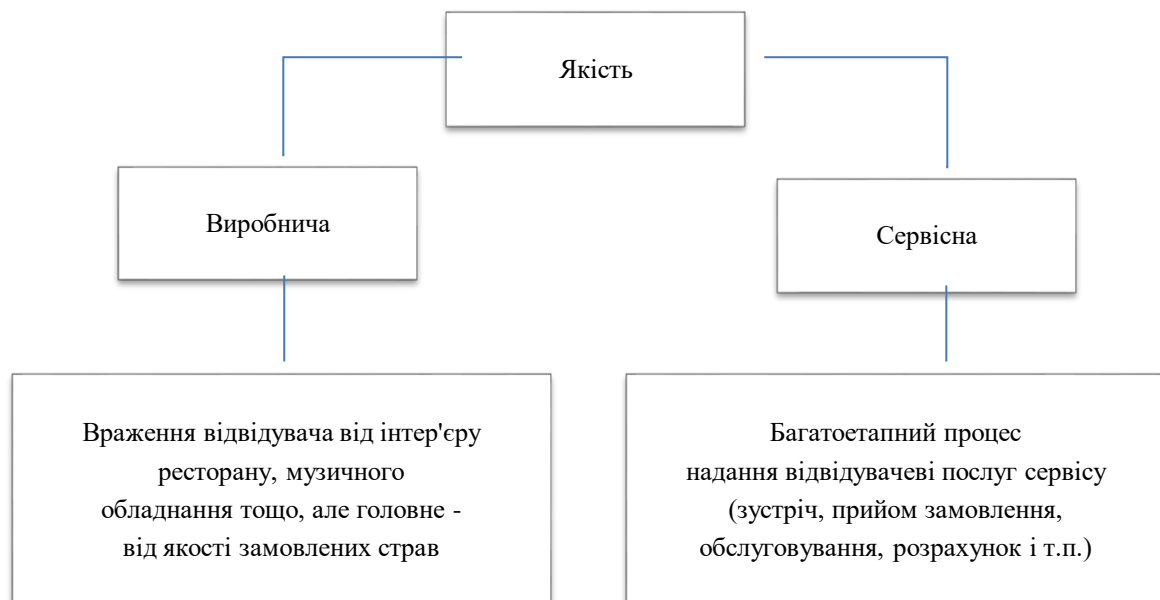 Якість
Виробнича
Сервісна
Враження відвідувача від інтер'єру
ресторану, музичного
обладнання тощо, але головне -
від якості замовлених страв
Багатоетапний процес
надання відвідувачеві послуг сервісу
(зустріч, прийом замовлення,
обслуговування, розрахунок і т.п.)